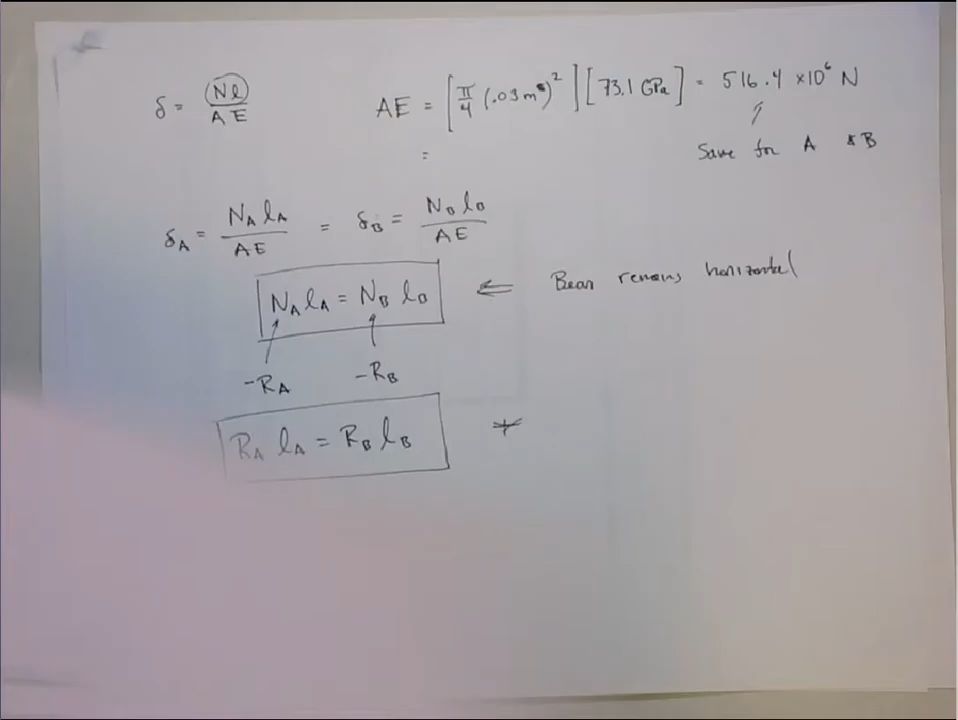 δ = Nl / AE    AE = [π/4 (.03m)²][73.1 GPa] = 516.4 ×10⁶ N
=    Same for A & B
δA = NA lA / AE = δB = NB lB / AE
NA lA = NB lB ⇐ Beam remains horizontal
-RA    -RB
RA lA = RB lB *